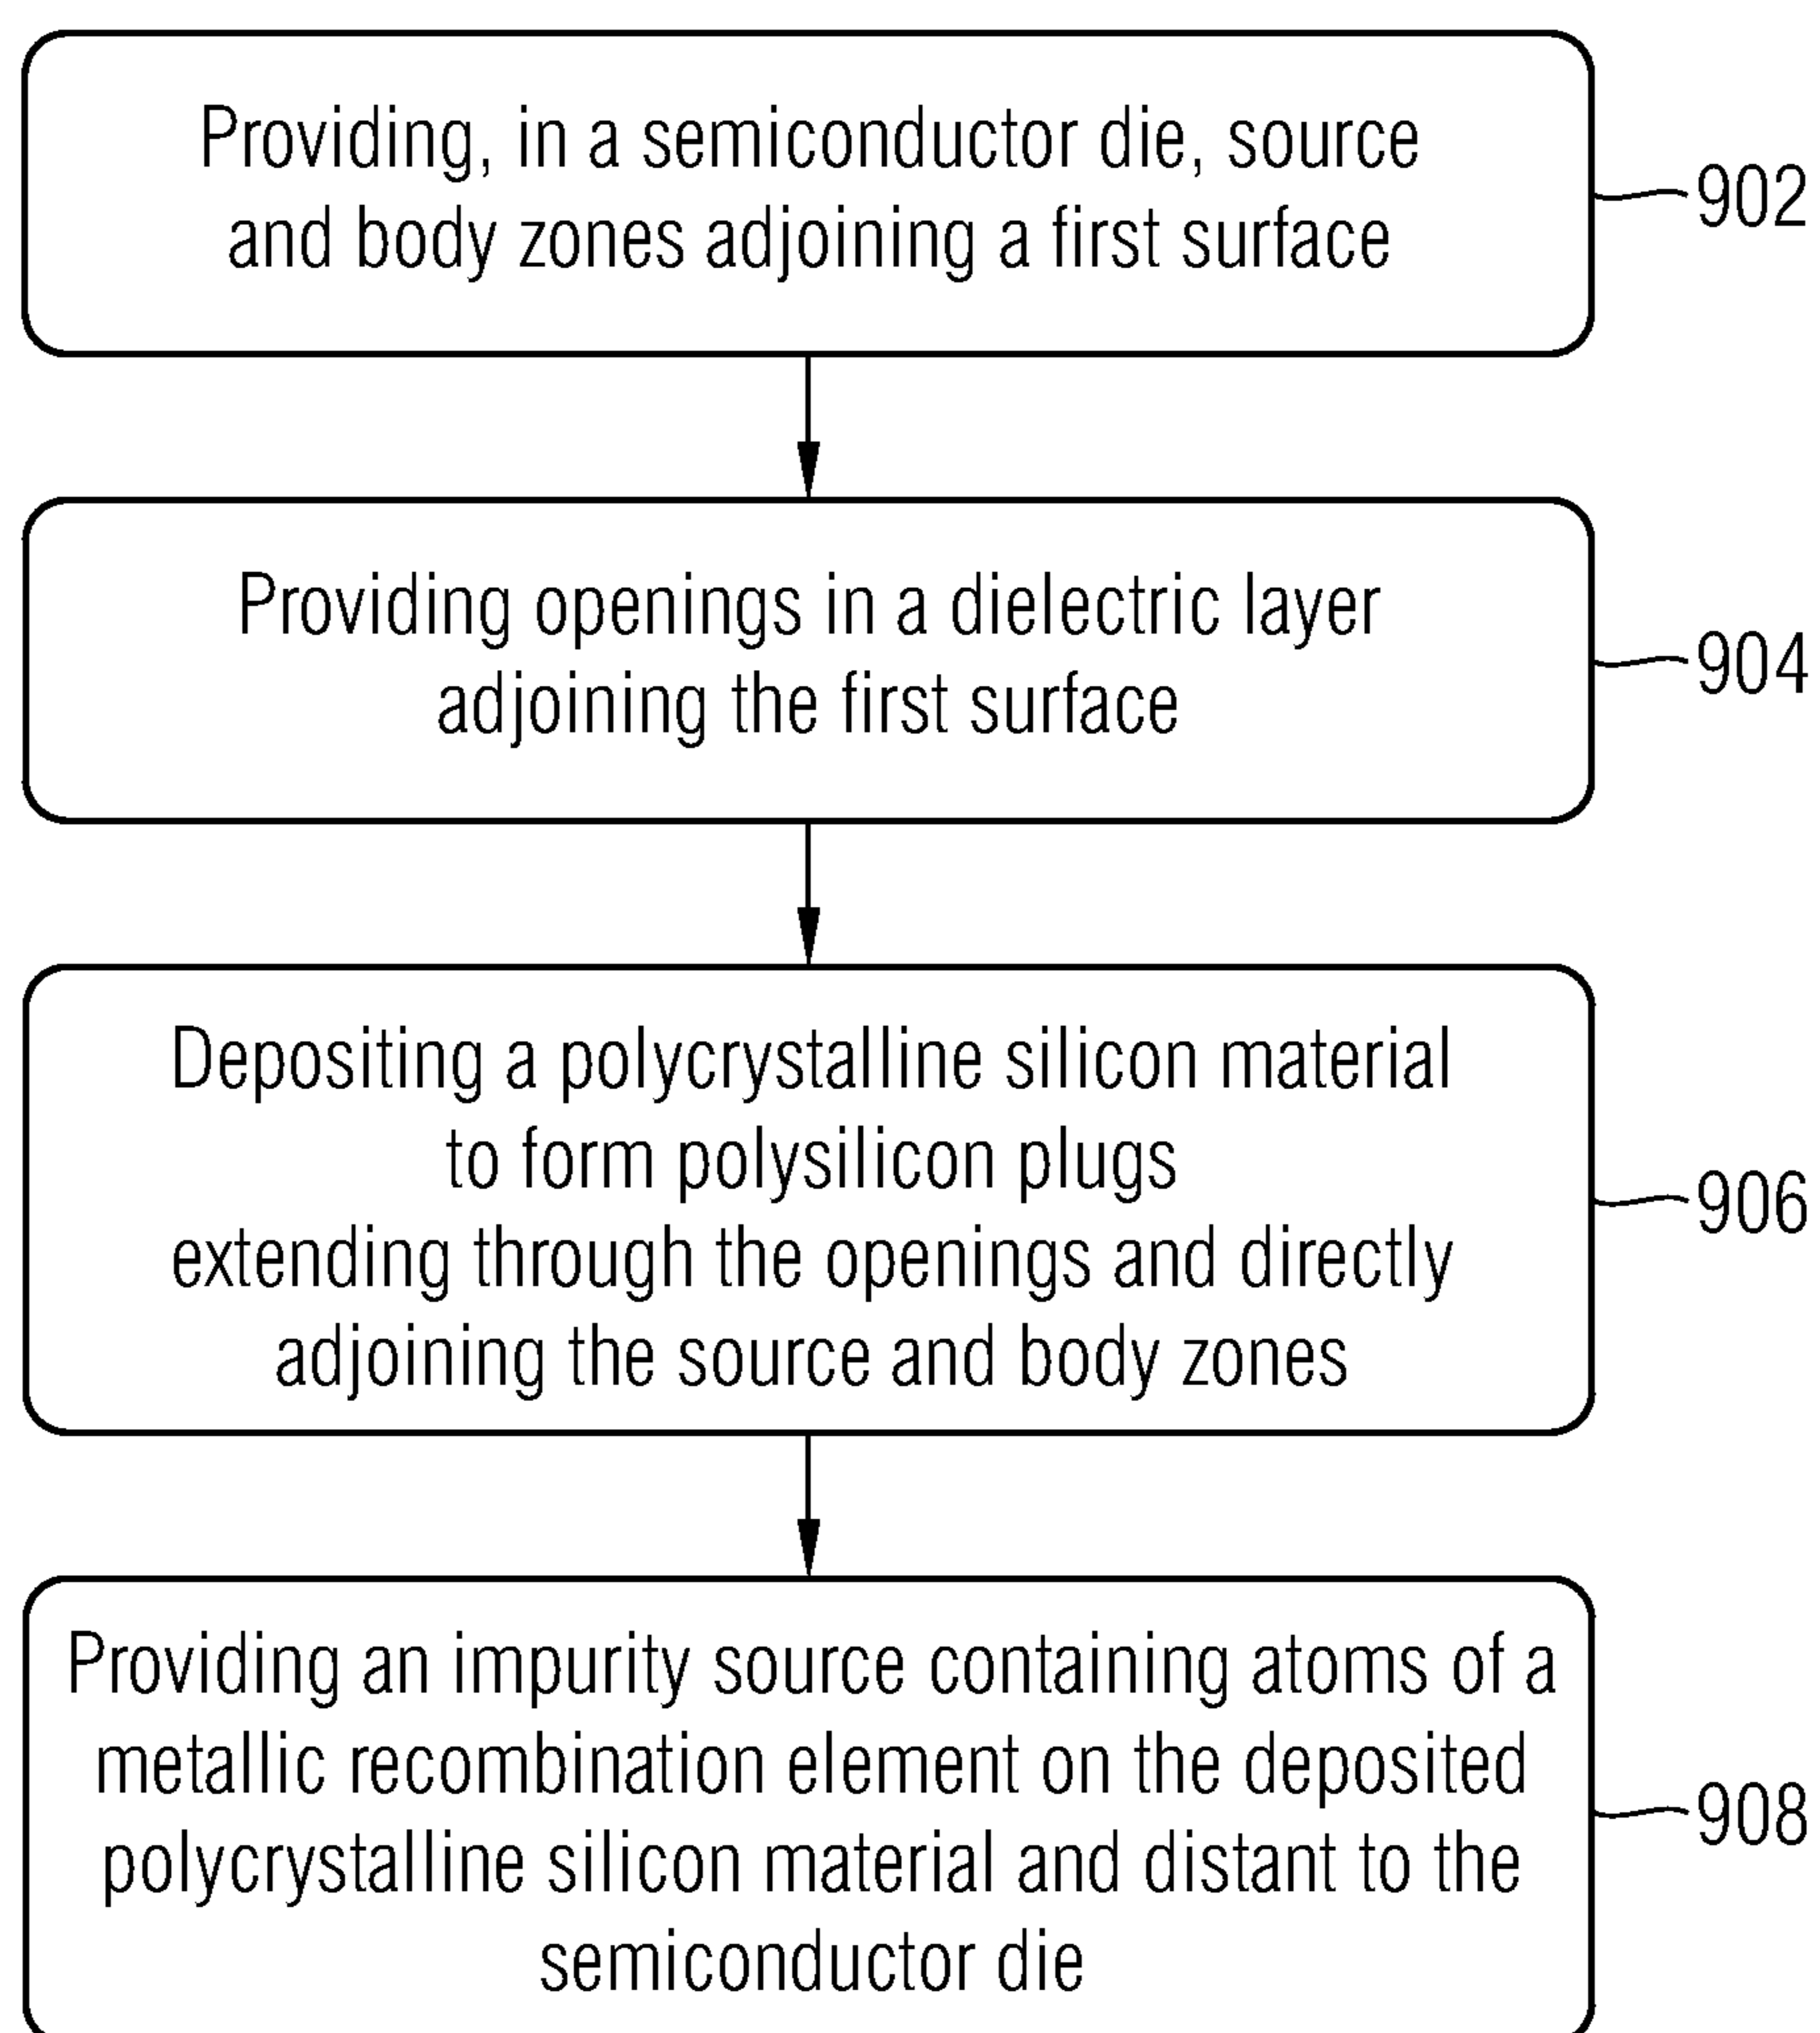 Providing, in a semiconductor die, source
and body zones adjoining a first surface
902
Providing openings in a dielectric layer
adjoining the first surface
904
Depositing a polycrystalline silicon material
to form polysilicon plugs
extending through the openings and directly
adjoining the source and body zones
906
Providing an impurity source containing atoms of a
metallic recombination element on the deposited
polycrystalline silicon material and distant to the
semiconductor die
908